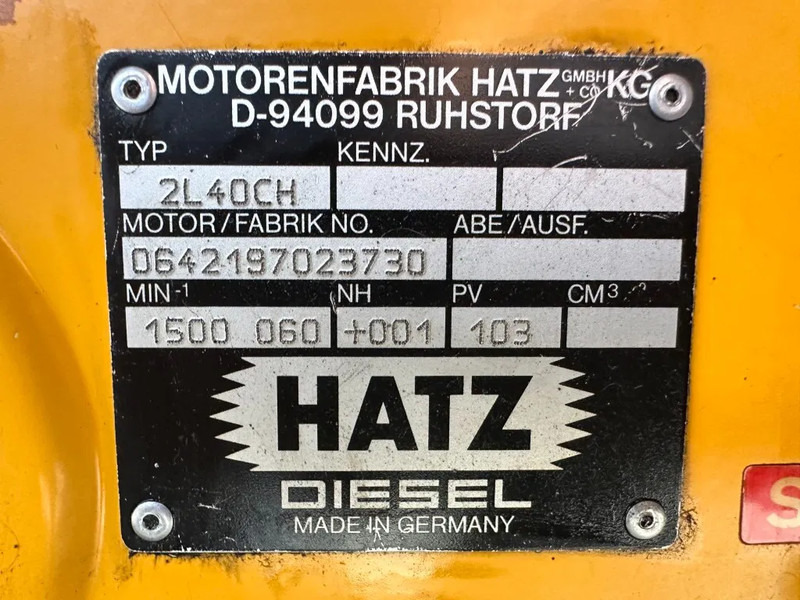 MOTORENFABRIK HATZ GMBH + CO KG
D-94099 RUHSTORF
TYP KENNZ.
2L40CH
MOTOR/FABRIK NO. ABE/AUSF.
0642197023730
MIN-1 NH PV CM3
1500 060 +001 103
HATZ
DIESEL
MADE IN GERMANY
S